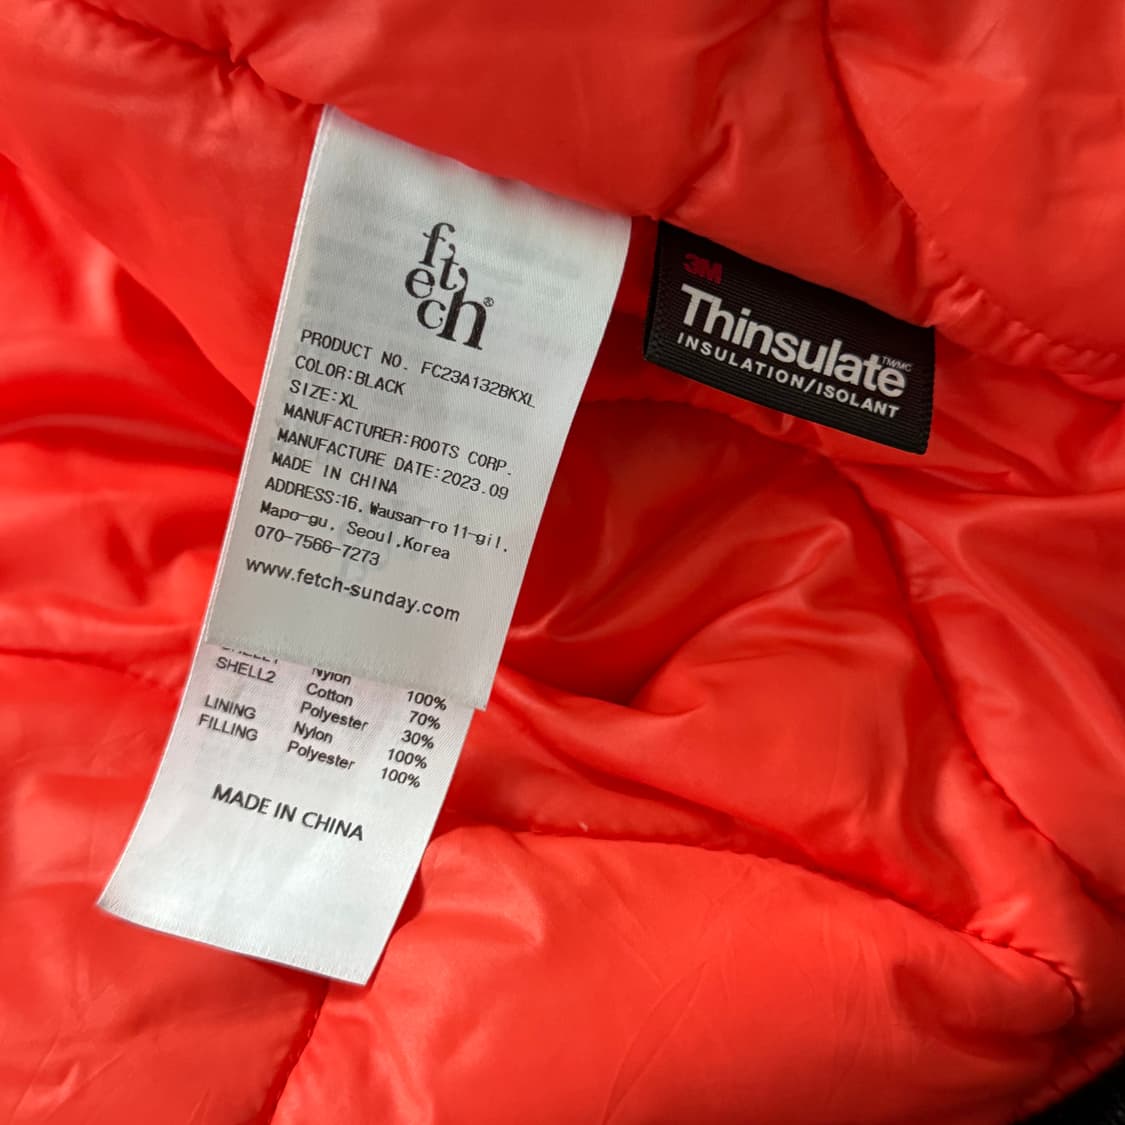 fetch®
PRODUCT NO. FC23A132BKXL
COLOR:BLACK
SIZE:XL
MANUFACTURER:ROOTS CORP.
MANUFACTURE DATE:2023.09
MADE IN CHINA
ADDRESS:16, Wausan-ro 11-gil,
Mapo-gu, Seoul,Korea
070-7566-7273
www.fetch-sunday.com
Nylon 100%
SHELL2 Cotton 70%
Polyester 30%
LINING Nylon 100%
FILLING Polyester 100%
MADE IN CHINA
3M
Thinsulate TM/MC
INSULATION/ISOLANT